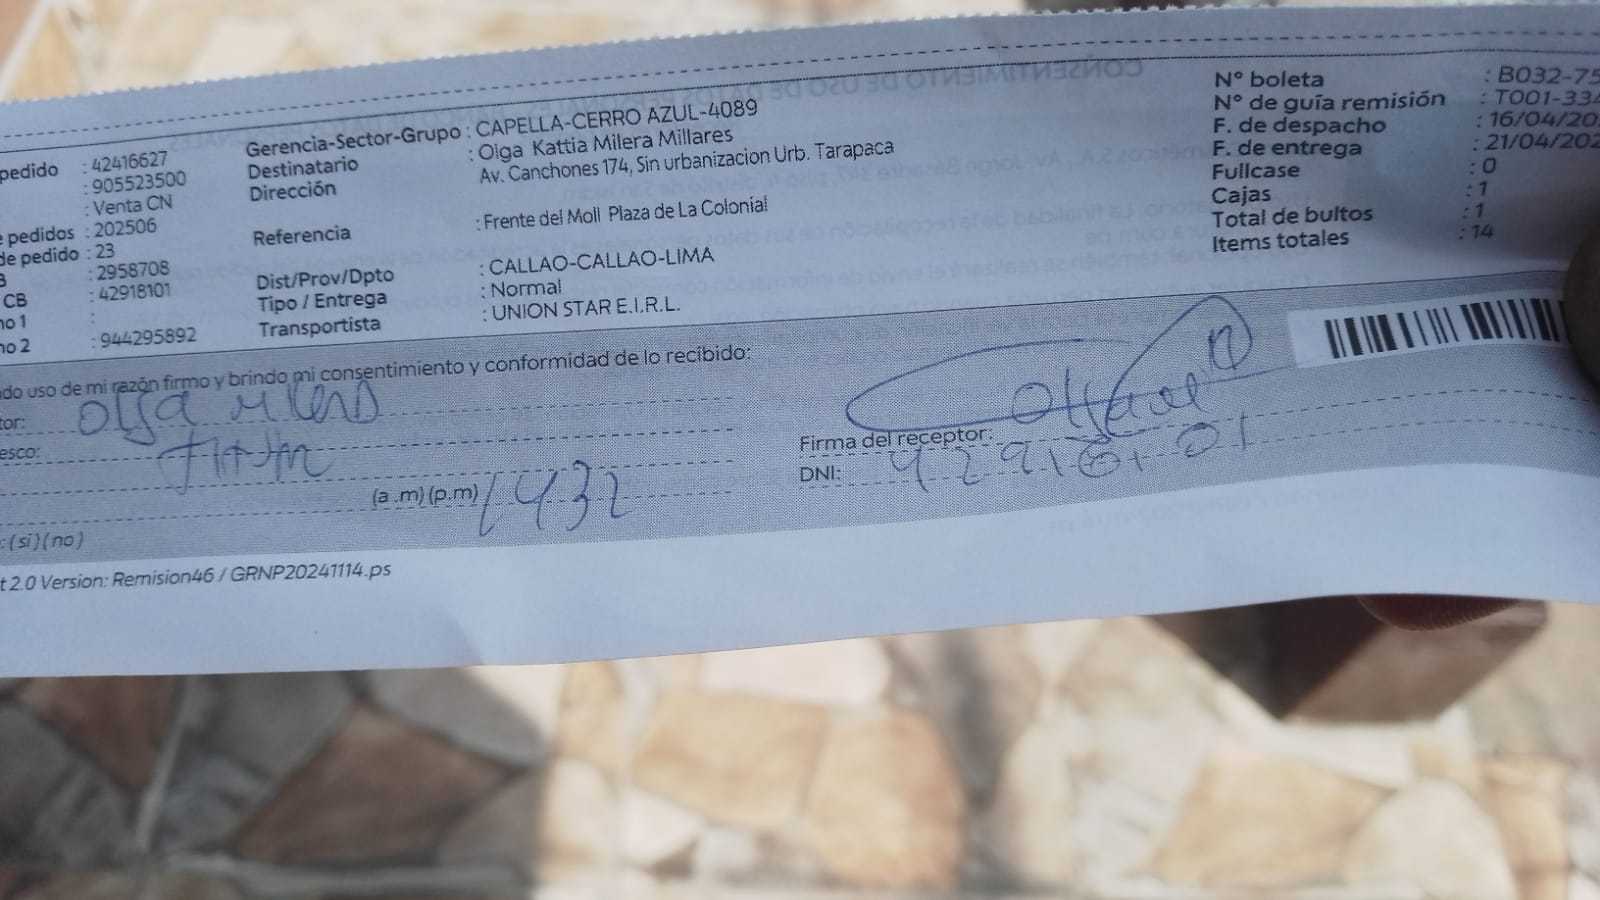 pedido : 42416627
: 905523500
: Venta CN
pedidos : 202506
de pedido : 23
: 2958708
CB : 42918101
no 1 :
no 2 : 944295892
Gerencia-Sector-Grupo : CAPELLA-CERRO AZUL-4089
Destinatario : Olga Kattia Milera Millares
Dirección Av. Canchones 174, Sin urbanizacion Urb. Tarapaca
Referencia : Frente del Moll Plaza de La Colonial
Dist/Prov/Dpto : CALLAO-CALLAO-LIMA
Tipo / Entrega : Normal
Transportista : UNION STAR E.I.R.L.
N° boleta : B032-75
N° de guía remisión : T001-334
F. de despacho : 16/04/20
F. de entrega : 21/04/202
Fullcase : 0
Cajas : 1
Total de bultos : 1
Items totales : 14
do uso de mi razón firmo y brindo mi consentimiento y conformidad de lo recibido:
tor: Olga Milera
esco:
(a .m) (p.m) 1432
: (si) (no)
Firma del receptor:
DNI: 42918101
t 2.0 Version: Remision46 / GRNP20241114.ps